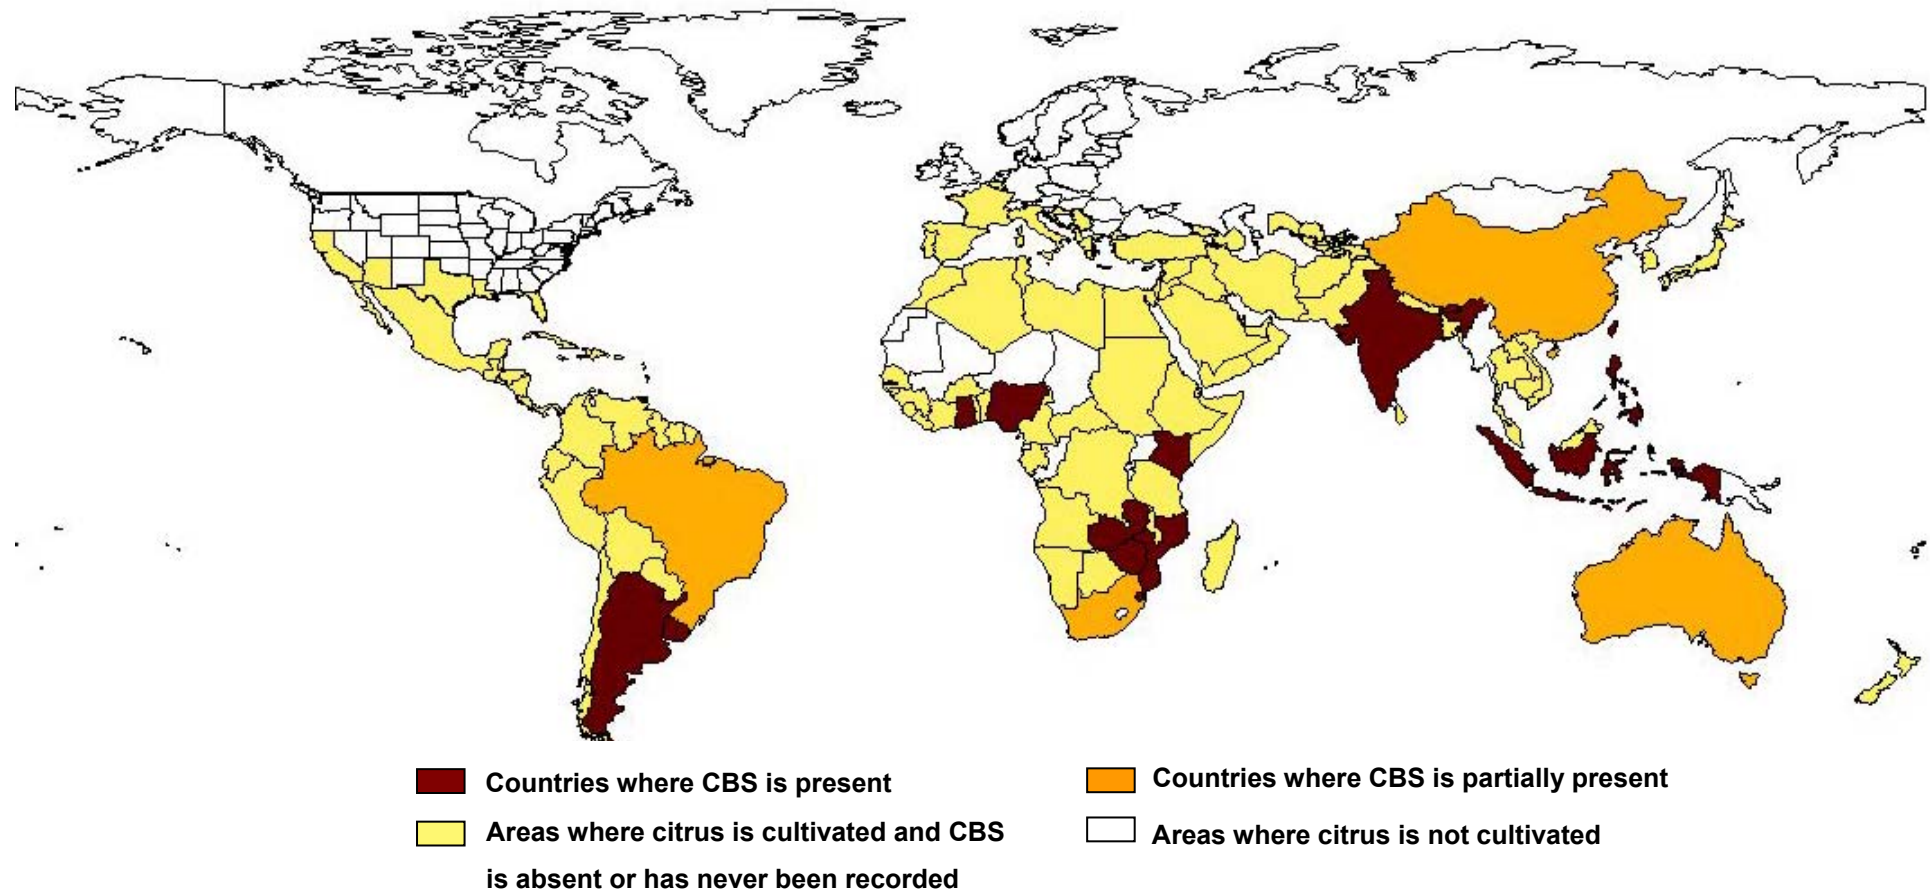 Countries where CBS is present
Countries where CBS is partially present
Areas where citrus is cultivated and CBS
is absent or has never been recorded
Areas where citrus is not cultivated